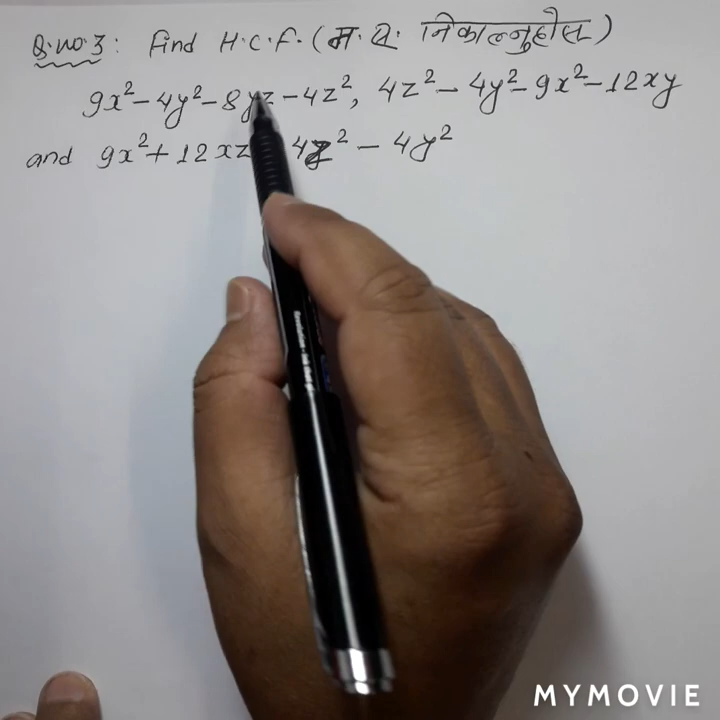 Q.no.3: Find H.C.F. (म. स. निकाल्नुहोस)
9x²-4y²-8yz-4z², 4z²-4y²-9x²-12xy
and 9x²+12xz 4z²-4y²
MYMOVIE